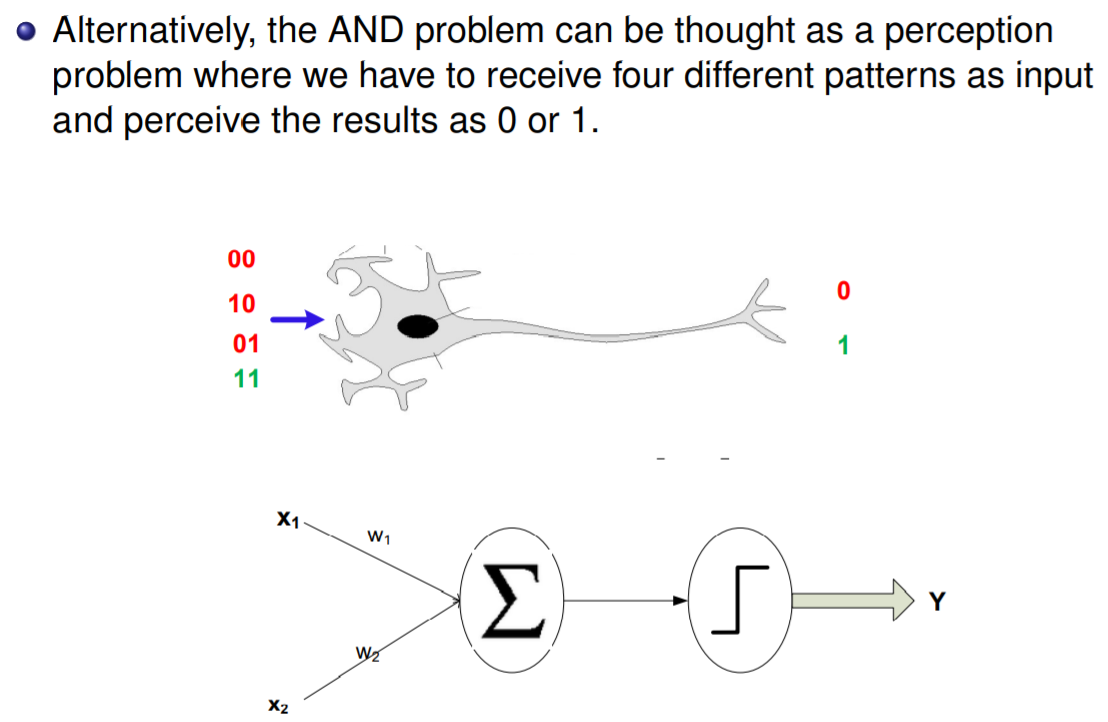 Alternatively, the AND problem can be thought as a perception
problem where we have to receive four different patterns as input
and perceive the results as 0 or 1.
00
10
01
11
0
1
X₁
W₁
Σ
Y
W₂
X₂